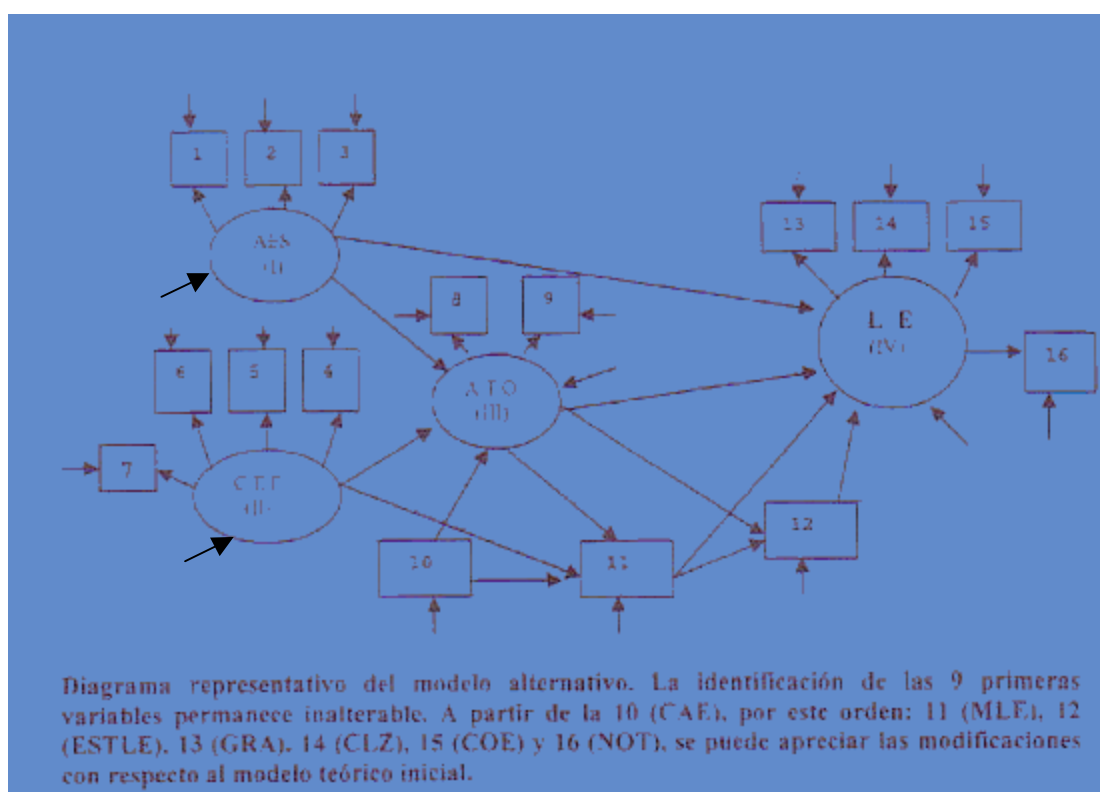 1 2 3
AES
(I)
13 14 15
8 9
L E
(IV)
16
6 5 4
A T O
(III)
7
(II)
12
10 11
Diagrama representativo del modelo alternativo. La identificación de las 9 primeras
variables permanece inalterable. A partir de la 10 (CAE), por este orden: 11 (MLE), 12
(ESTLE), 13 (GRA), 14 (CLZ), 15 (COE) y 16 (NOT), se puede apreciar las modificaciones
con respecto al modelo teórico inicial.